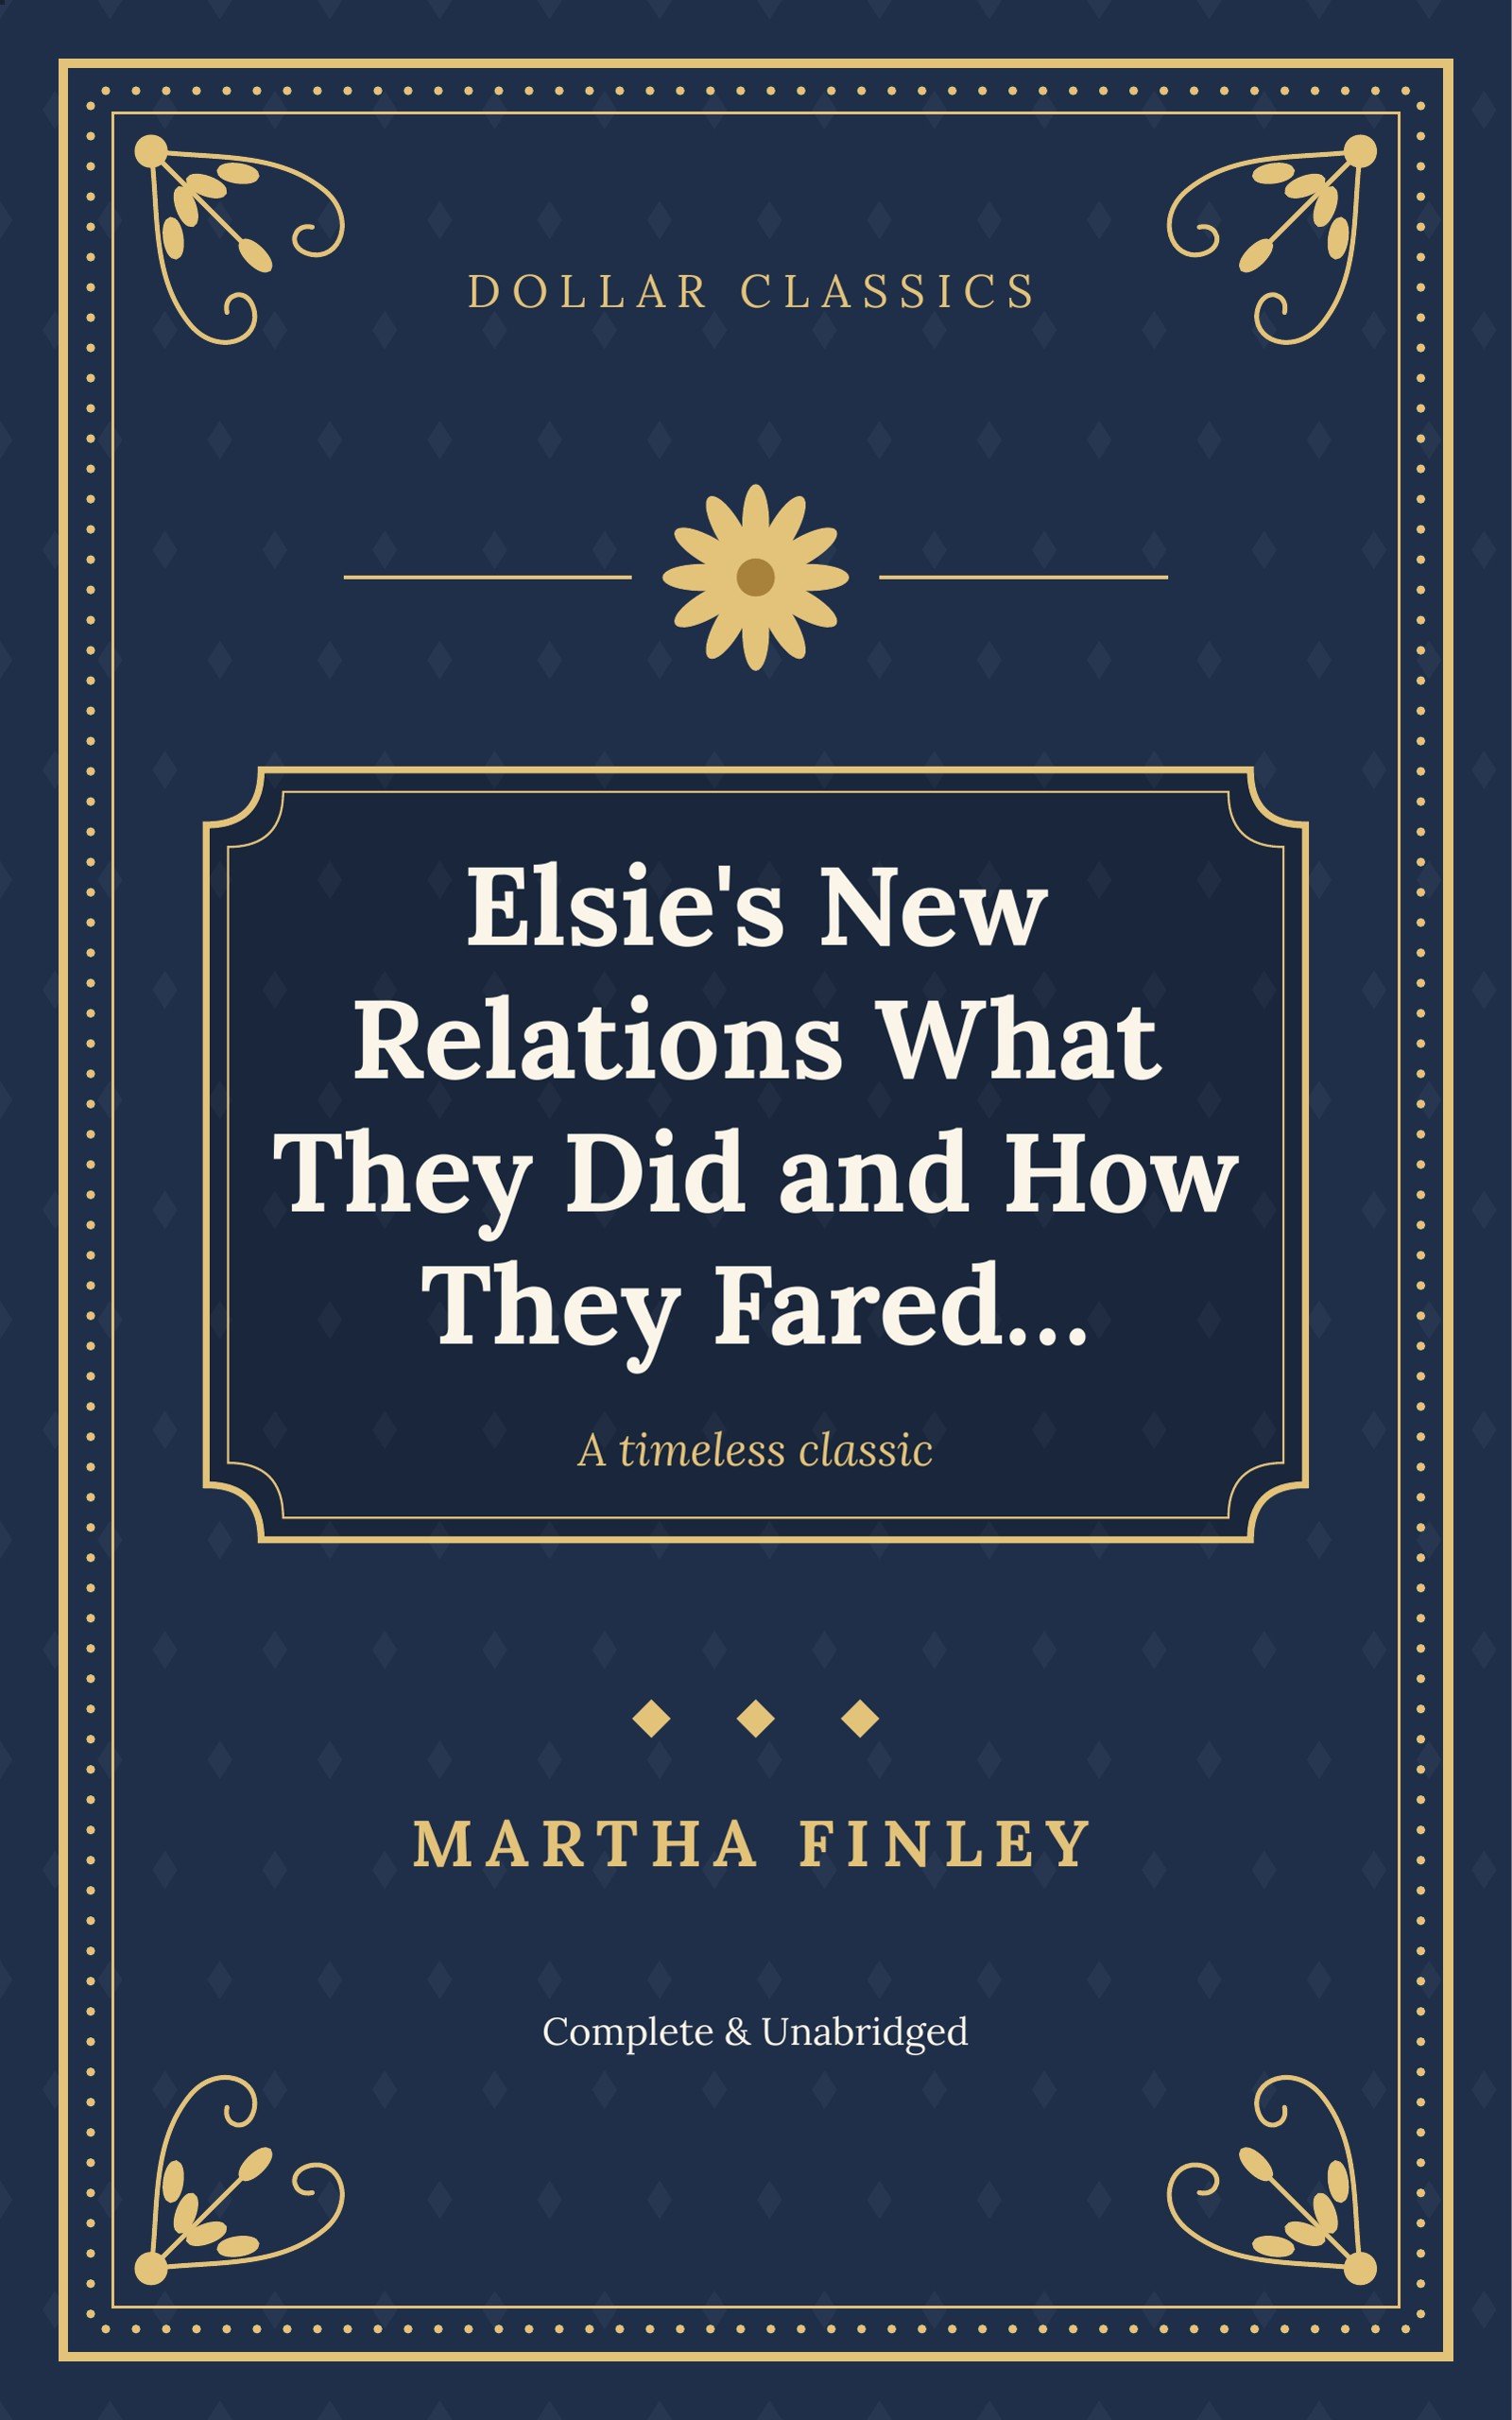 DOLLAR CLASSICS
Elsie's New
Relations What
They Did and How
They Fared...
A timeless classic
MARTHA FINLEY
Complete & Unabridged